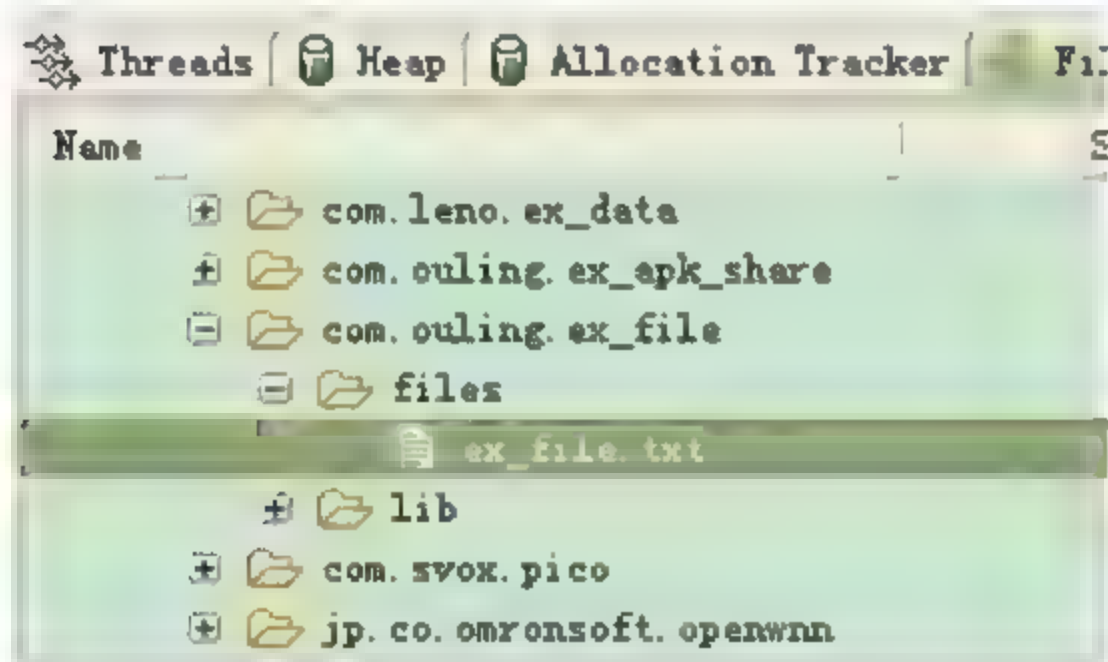 Threads Heap Allocation Tracker Fil
Name S
com.leno.ex_data
com.ouling.ex_apk_share
com.ouling.ex_file
files
ex_file.txt
lib
com.svox.pico
jp.co.omronsoft.openwnn